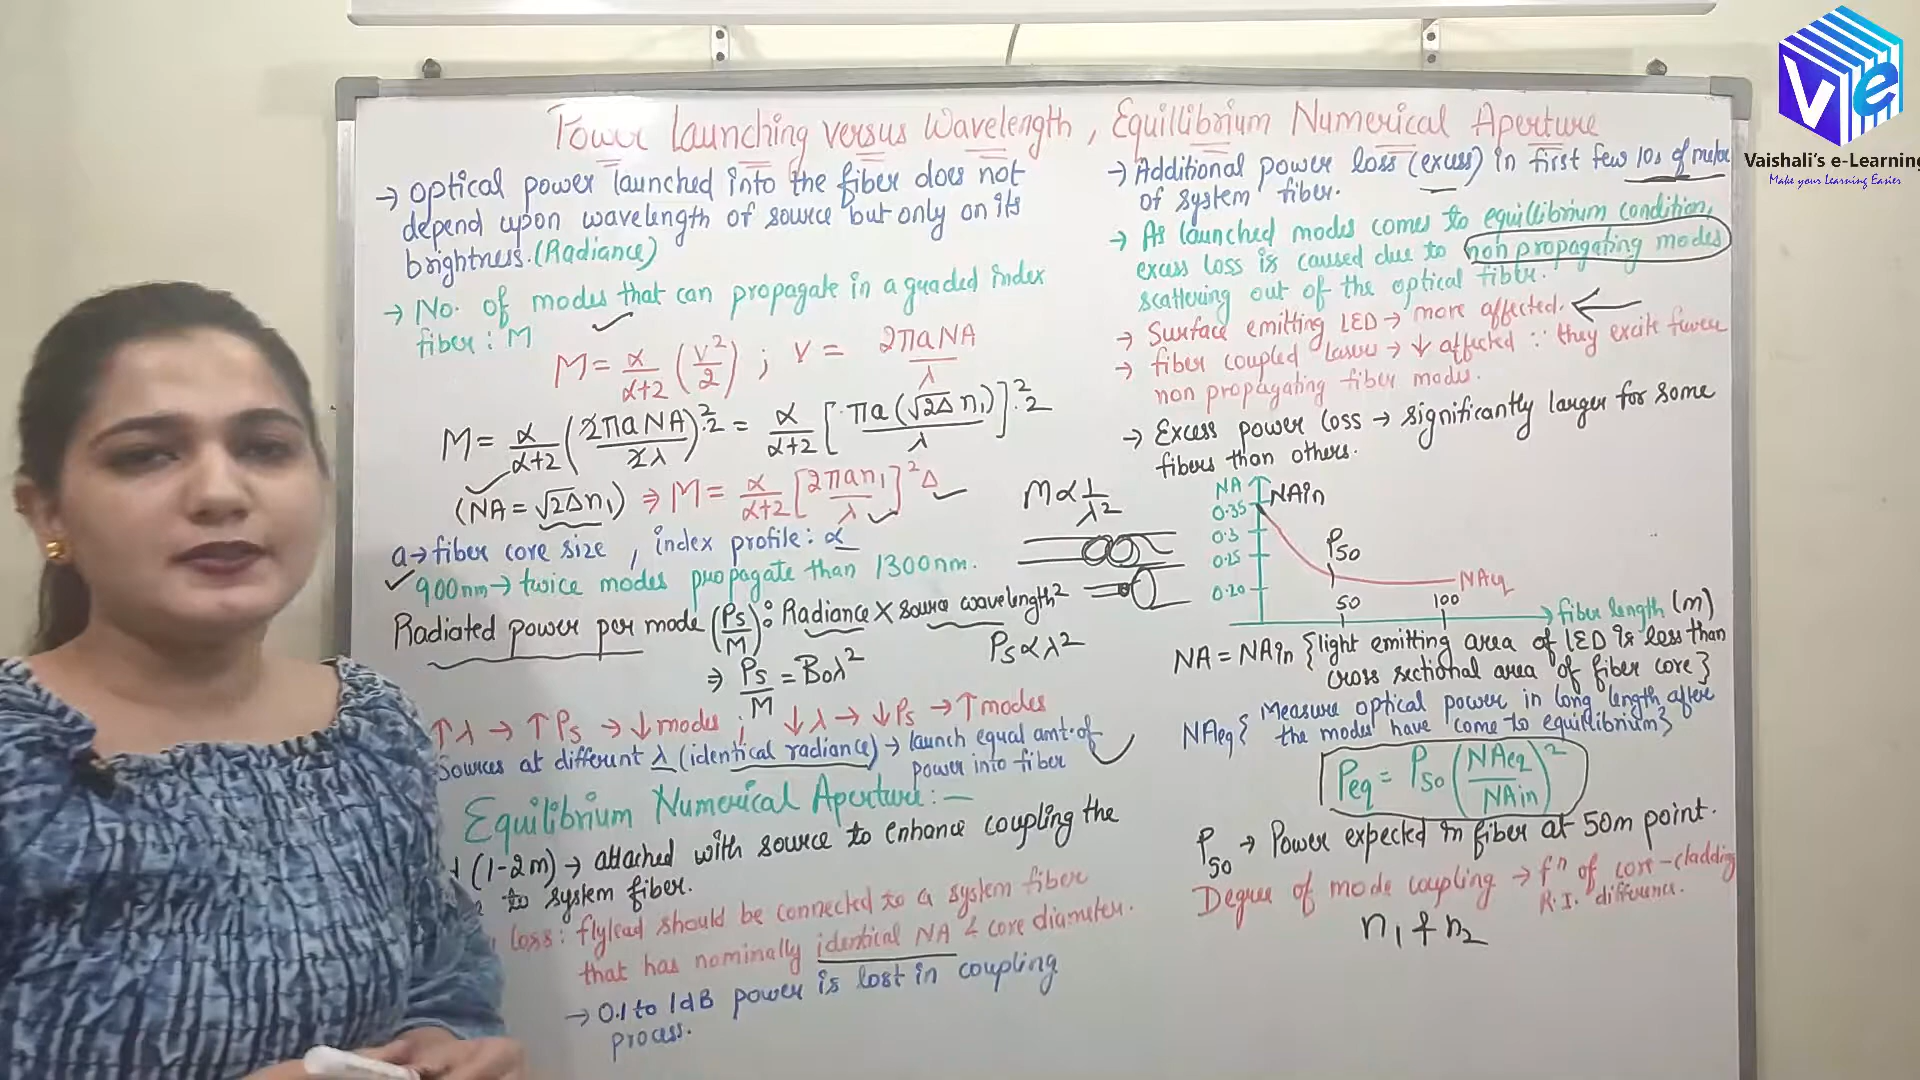 Power Launching versus Wavelength, Equillibrium Numerical Aperture
→ Optical power launched into the fiber does not
depend upon wavelength of source but only on its
brightness. (Radiance)
→ No. of modes that can propagate in a graded index
fiber: M
M = α/(α+2) (V²/2) ; V = 2πaNA/λ
M = α/(α+2) (2πaNA/2λ)².2 = α/(α+2) [πa(√2Δ n₁)/λ]².2
(NA = √2Δ n₁) ⇒ M = α/(α+2) [2πan₁/λ]² Δ
M ∝ 1/λ²
a → fiber core size , index profile: α
900nm → twice modes propagate than 1300nm.
Radiated power per mode (Ps/M): Radiance X source wavelength²
⇒ Ps/M = B₀λ²
Ps ∝ λ²
↑λ → ↑Ps → ↓modes ; ↓λ → ↓Ps → ↑modes
Sources at different λ (identical radiance) → launch equal amt. of
power into fiber
Equilibrium Numerical Aperture:—
(1-2m) → attached with source to enhance coupling the
to system fiber.
loss: flylead should be connected to a system fiber
that has nominally identical NA & core diameter.
→ 0.1 to 1dB power is lost in coupling
process.
→ Additional power loss (exuss) in first few 10s of meter
of system fiber.
→ As launched modes comes to equillibrium condition,
excess loss is caused due to non propagating modes
scattering out of the optical fiber.
→ Surface emitting LED → more affected. ←
→ fiber coupled lasers → ↓ affected ∵ they excite fewer
non propagating fiber modes.
→ Excess power loss → significantly larger for some
fibers than others.
NA
NAin
0.35
0.3
0.25
0.20
P₅₀
NAeq
50
100
fiber length (m)
NA = NAin {light emitting area of LED is less than
cross sectional area of fiber core}
NAeq { Measure optical power in long length after
the modes have come to equillibrium}
Peq = P₅₀ (NAeq/NAin)²
P₅₀ → Power expected in fiber at 50m point.
Degree of mode coupling → fⁿ of core-cladding
R.I. difference.
n₁ & n₂
Ve
Vaishali's e-Learning
Make your Learning Easier